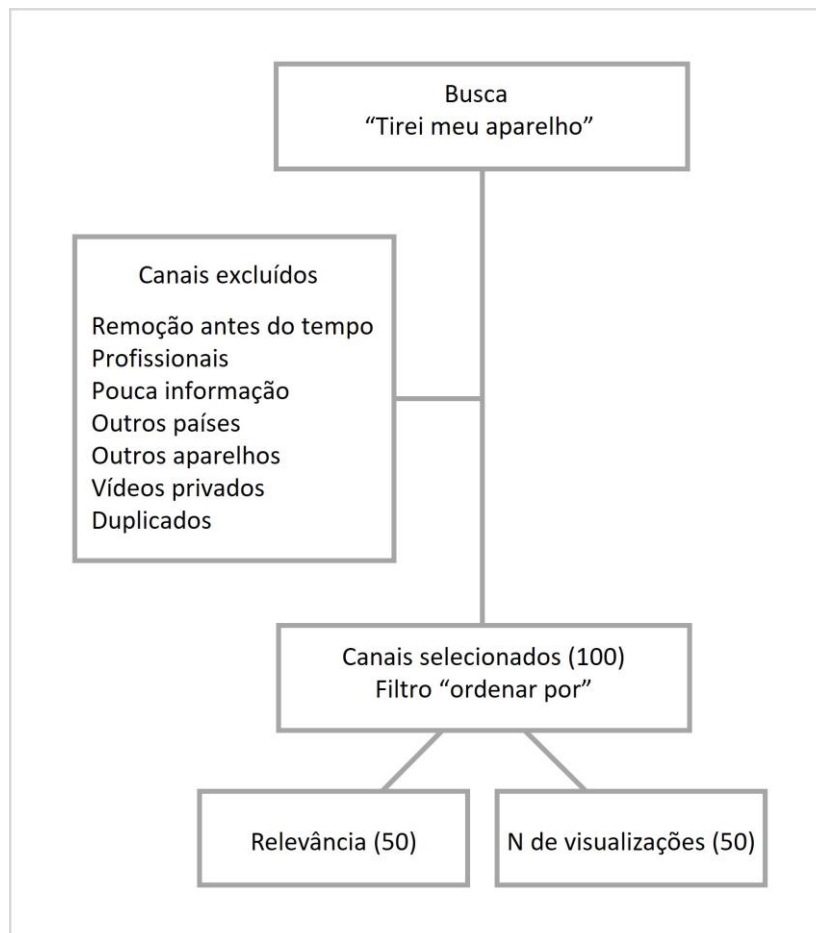 Busca
“Tirei meu aparelho”
Canais excluídos
Remoção antes do tempo
Profissionais
Pouca informação
Outros países
Outros aparelhos
Vídeos privados
Duplicados
Canais selecionados (100)
Filtro “ordenar por”
Relevância (50)
N de visualizações (50)